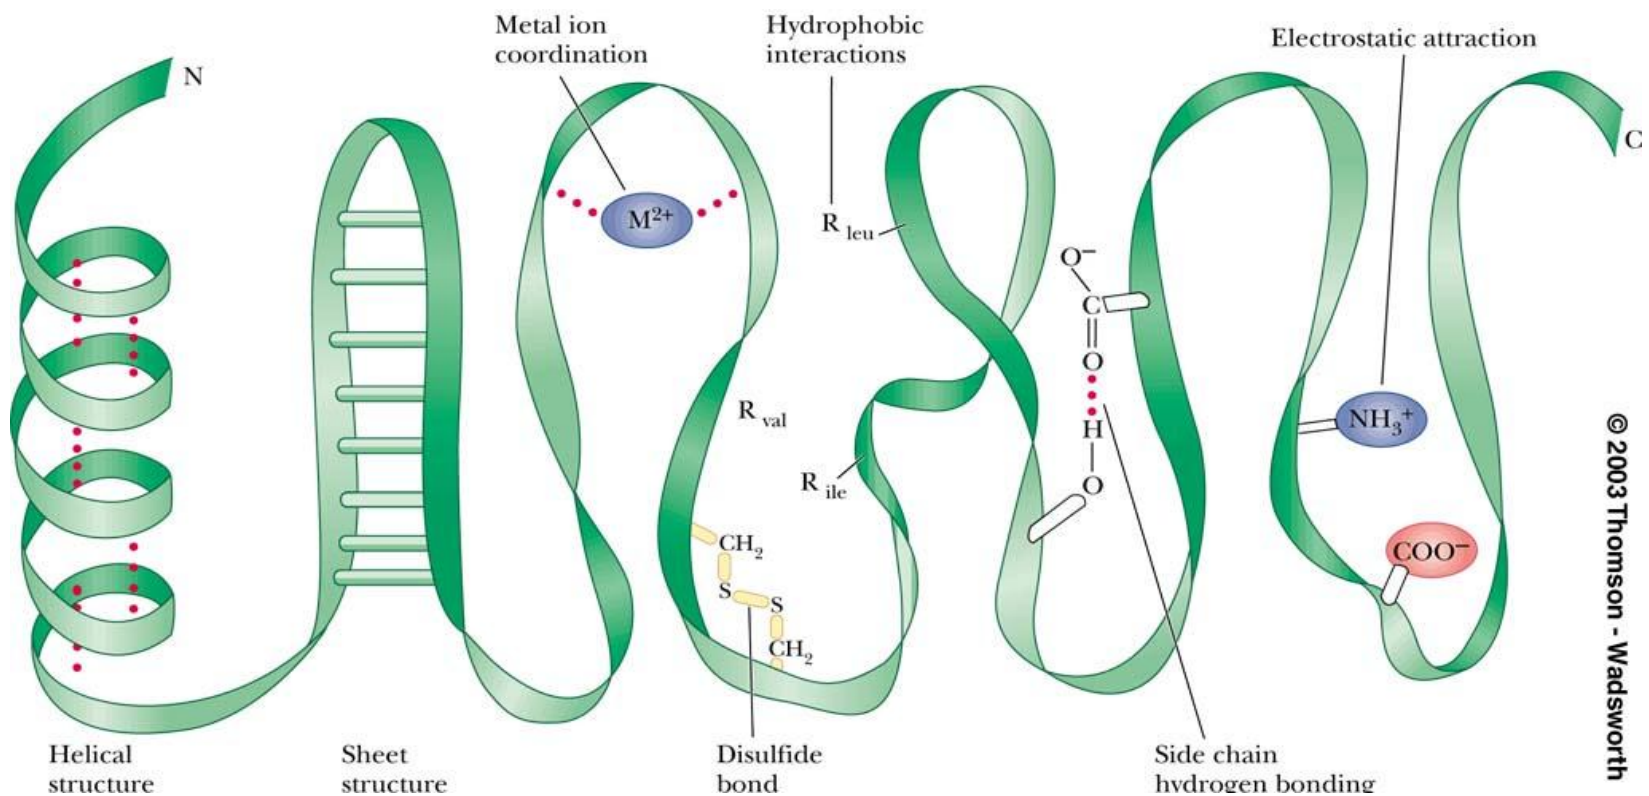 Metal ion
coordination
Hydrophobic
interactions
Electrostatic attraction
N
C
M²⁺
R leu
O⁻
C
O
H
O
R val
R ile
NH₃⁺
COO⁻
CH₂
S
S
CH₂
Helical
structure
Sheet
structure
Disulfide
bond
Side chain
hydrogen bonding
© 2003 Thomson - Wadsworth